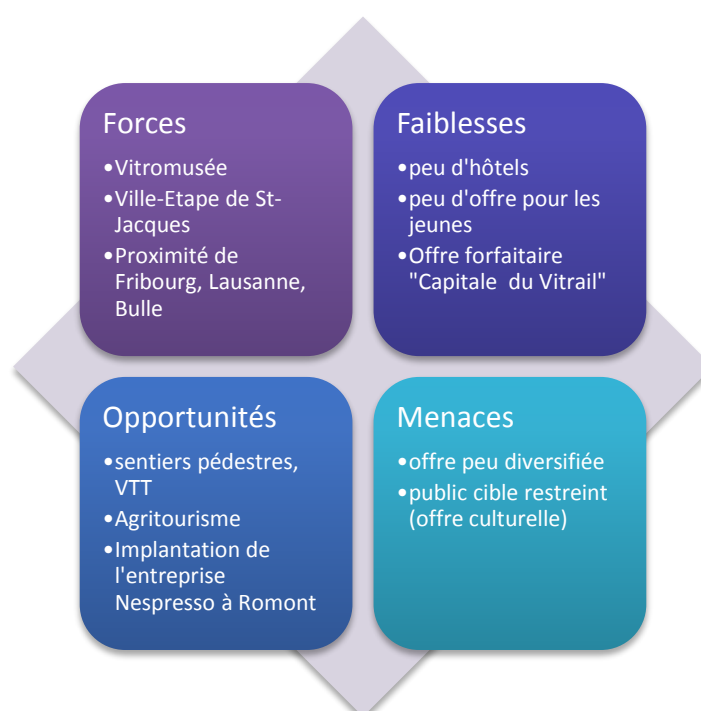 Forces
•Vitromusée
•Ville-Etape de St-
Jacques
•Proximité de
Fribourg, Lausanne,
Bulle
Faiblesses
•peu d'hôtels
•peu d'offre pour les
jeunes
•Offre forfaitaire
"Capitale du Vitrail"
Opportunités
•sentiers pédestres,
VTT
•Agritourisme
•Implantation de
l'entreprise
Nespresso à Romont
Menaces
•offre peu diversifiée
•public cible restreint
(offre culturelle)